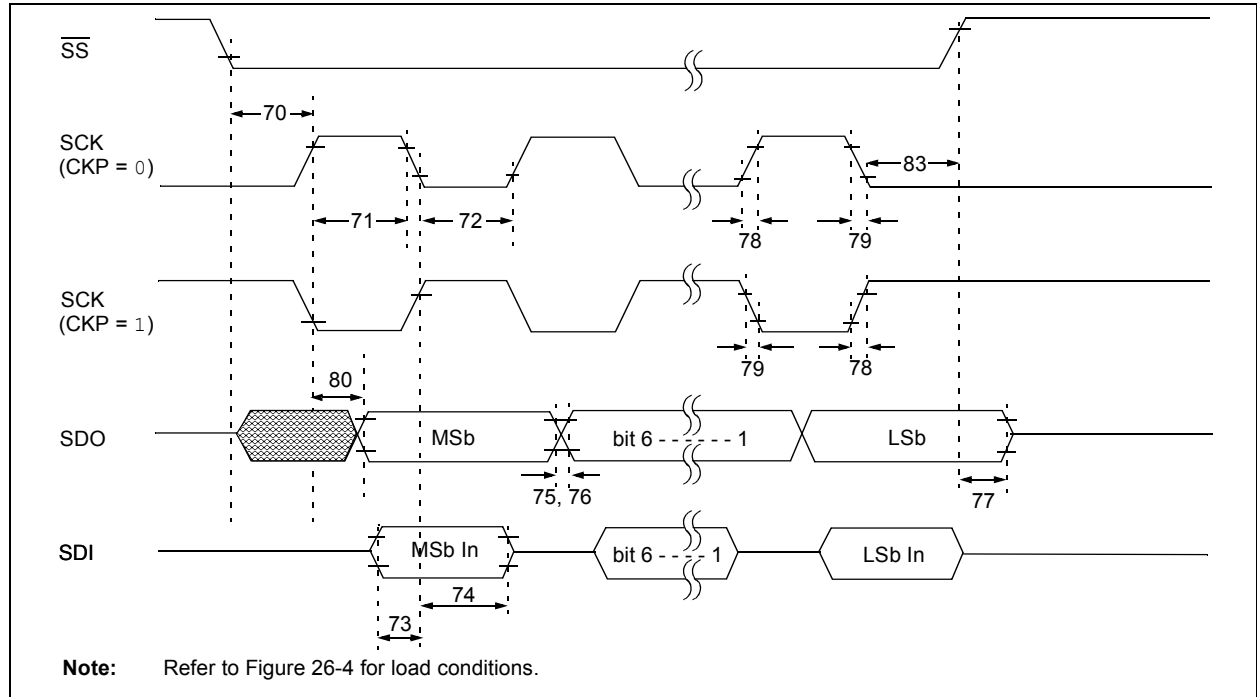 SS
70
SCK
(CKP = 0)
83
71
72
78
79
SCK
(CKP = 1)
79
78
80
SDO
MSb
bit 6 - - - - - - 1
LSb
75, 76
77
SDI
MSb In
bit 6 - - - - 1
LSb In
74
73
Note: Refer to Figure 26-4 for load conditions.